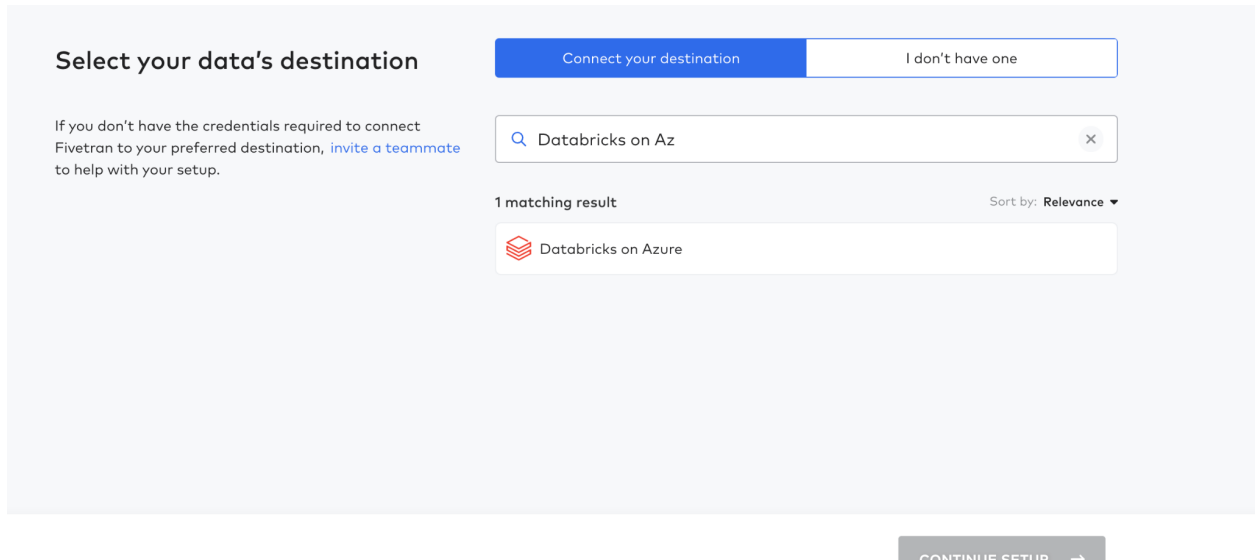 Select your data's destination
Connect your destination
I don't have one
If you don't have the credentials required to connect
Fivetran to your preferred destination, invite a teammate
to help with your setup.
Databricks on Az
1 matching result
Sort by: Relevance
Databricks on Azure
CONTINUE SETUP